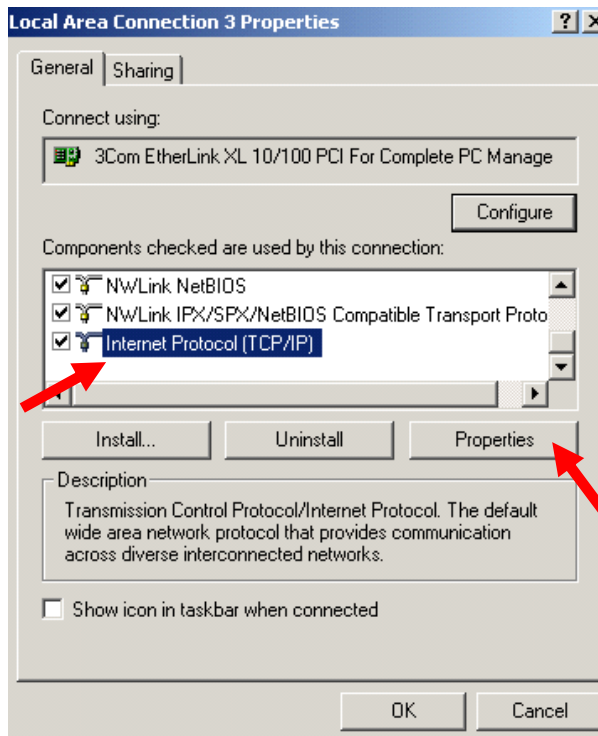 Local Area Connection 3 Properties
General
Sharing
Connect using:
3Com EtherLink XL 10/100 PCI For Complete PC Manage
Configure
Components checked are used by this connection:
NWLink NetBIOS
NWLink IPX/SPX/NetBIOS Compatible Transport Proto
Internet Protocol (TCP/IP)
Install...
Uninstall
Properties
Description
Transmission Control Protocol/Internet Protocol. The default
wide area network protocol that provides communication
across diverse interconnected networks.
Show icon in taskbar when connected
OK
Cancel